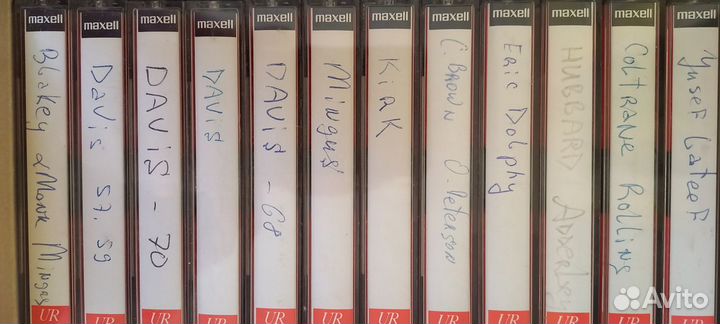 maxell
Blakey & Monk Mingus
UR
maxell
DAVIS 57.59
UR
maxell
DAVIS - 70
UR
maxell
DAVIS
UR
maxell
DAVIS - 68
UR
maxell
Mingus
UR
maxell
KIRK
UR
maxell
C. BROWN O. Peterson
UR
maxell
ERIC Dolphy
UR
maxell
HUBBARD Adderley
UR
maxell
COLTRANE ROLLING
UR
maxell
Yusef Lateef
UR
Avito